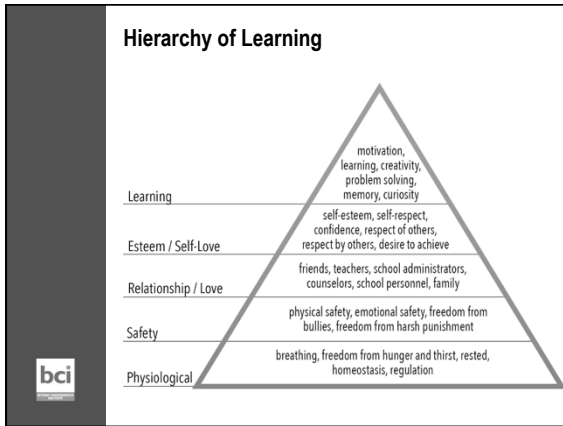 Hierarchy of Learning
motivation,
learning, creativity,
problem solving,
memory, curiosity
Learning
self-esteem, self-respect,
confidence, respect of others,
respect by others, desire to achieve
Esteem / Self-Love
friends, teachers, school administrators,
counselors, school personnel, family
Relationship / Love
physical safety, emotional safety, freedom from
bullies, freedom from harsh punishment
Safety
breathing, freedom from hunger and thirst, rested,
homeostasis, regulation
Physiological
bci